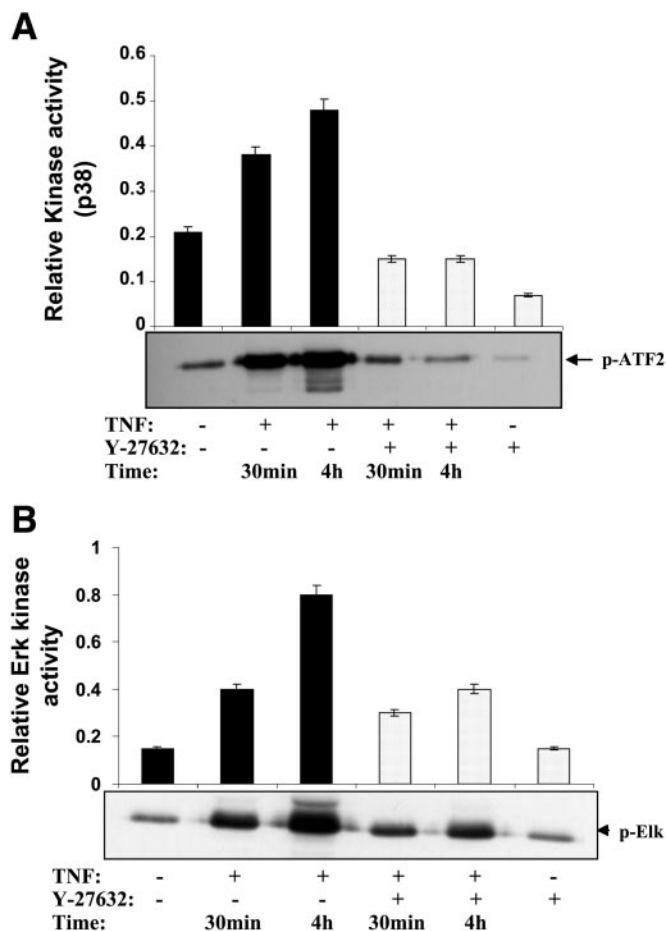 A
Relative Kinase activity
(p38)
0.6
0.5
0.4
0.3
0.2
0.1
0
p-ATF2
TNF: - + + + + -
Y-27632: - - - + + +
Time: 30min 4h 30min 4h
B
Relative Erk kinase
activity
1
0.8
0.6
0.4
0.2
0
p-Elk
TNF: - + + + + -
Y-27632: - - - + + +
Time: 30min 4h 30min 4h